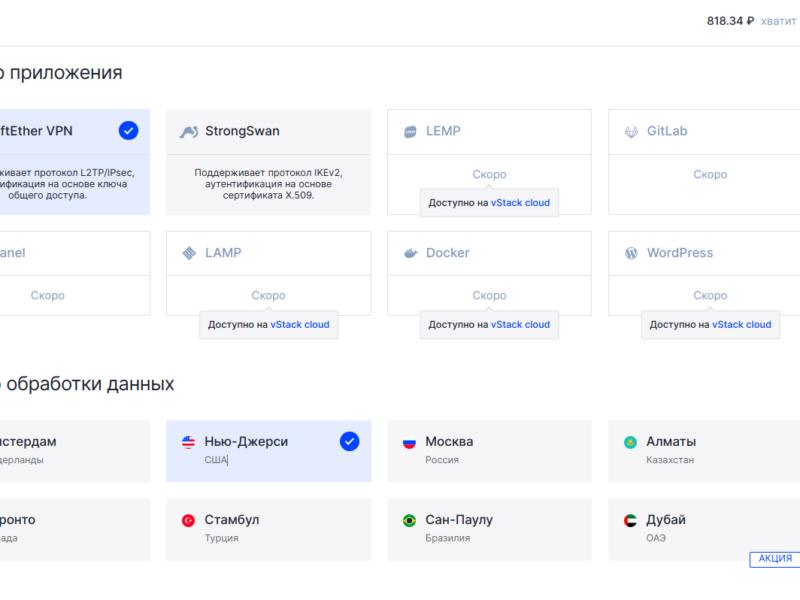 818.34 ₽ хватит
о приложения
ftEther VPN
StrongSwan
LEMP
GitLab
живает протокол L2TP/IPsec,
ификация на основе ключа
общего доступа.
Поддерживает протокол IKEv2,
аутентификация на основе
сертификата X.509.
Скоро
Доступно на vStack cloud
Скоро
anel
LAMP
Docker
WordPress
Скоро
Скоро
Доступно на vStack cloud
Скоро
Доступно на vStack cloud
Скоро
Доступно на vStack cloud
р обработки данных
мстердам
дерланды
Нью-Джерси
США
Москва
Россия
Алматы
Казахстан
ронто
ада
Стамбул
Турция
Сан-Паулу
Бразилия
Дубай
ОАЭ
АКЦИЯ